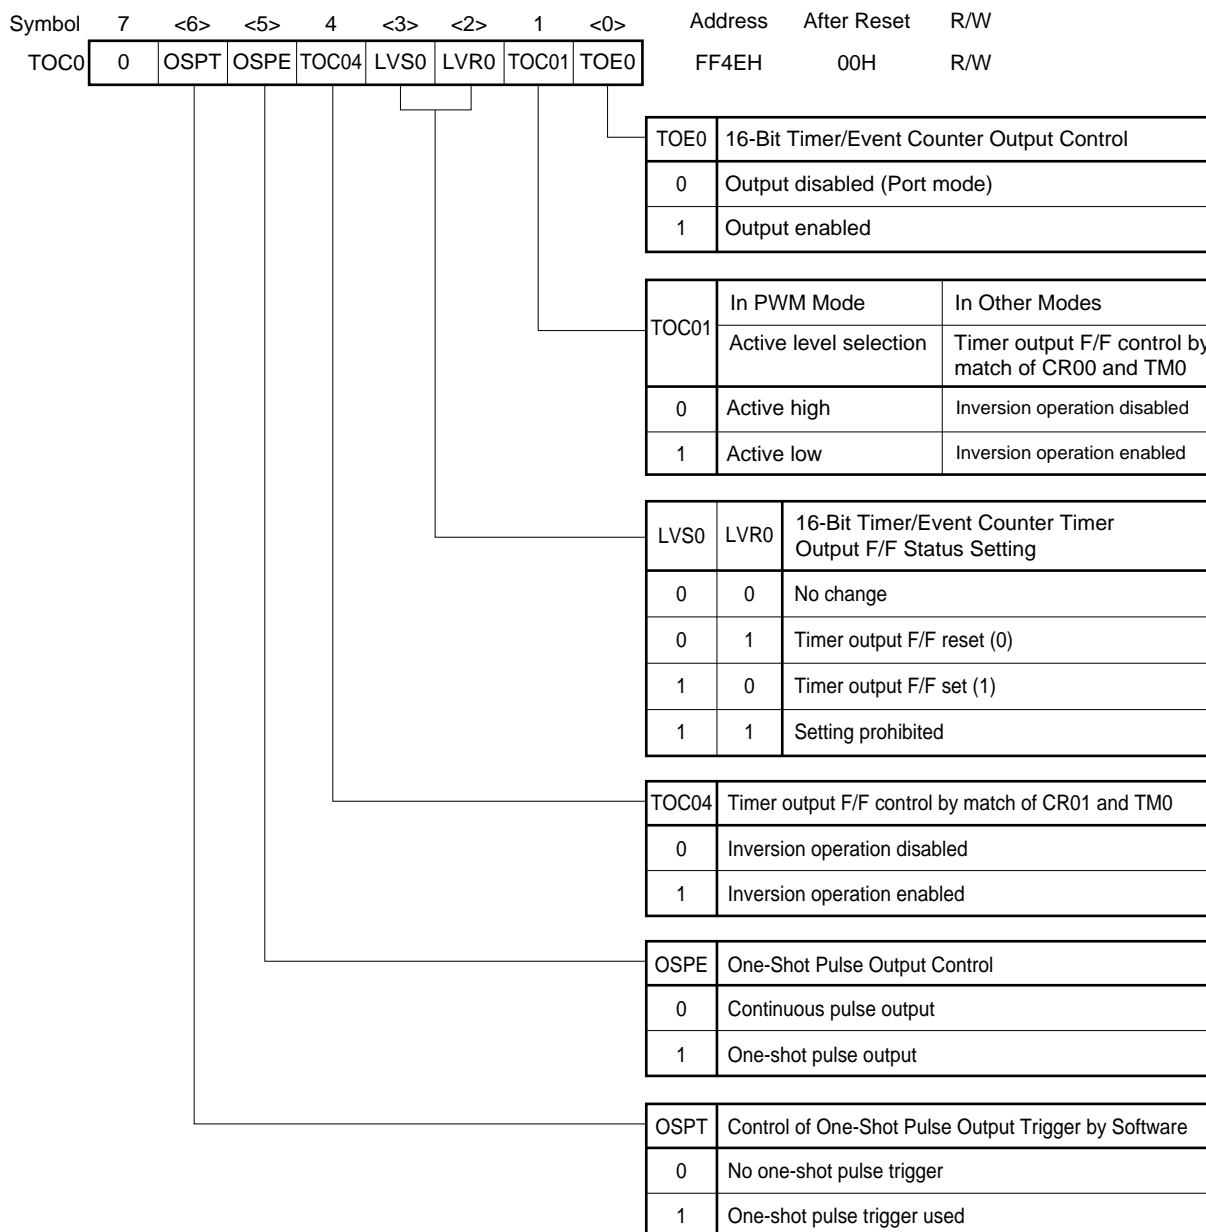 Symbol 7 <6> <5> 4 <3> <2> 1 <0> Address After Reset R/W
TOC0 0 OSPT OSPE TOC04 LVS0 LVR0 TOC01 TOE0 FF4EH 00H R/W
TOE0 16-Bit Timer/Event Counter Output Control
0 Output disabled (Port mode)
1 Output enabled
TOC01 In PWM Mode In Other Modes
Active level selection Timer output F/F control by
match of CR00 and TM0
0 Active high Inversion operation disabled
1 Active low Inversion operation enabled
LVS0 LVR0 16-Bit Timer/Event Counter Timer
Output F/F Status Setting
0 0 No change
0 1 Timer output F/F reset (0)
1 0 Timer output F/F set (1)
1 1 Setting prohibited
TOC04 Timer output F/F control by match of CR01 and TM0
0 Inversion operation disabled
1 Inversion operation enabled
OSPE One-Shot Pulse Output Control
0 Continuous pulse output
1 One-shot pulse output
OSPT Control of One-Shot Pulse Output Trigger by Software
0 No one-shot pulse trigger
1 One-shot pulse trigger used